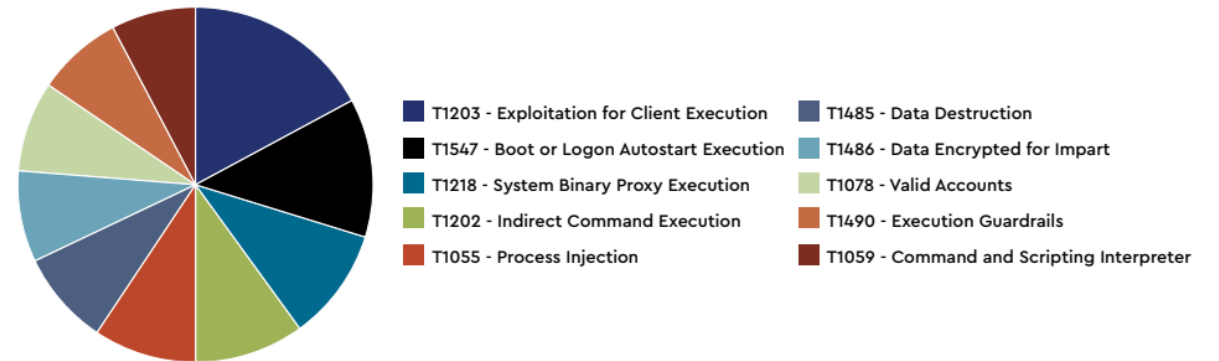 T1203 - Exploitation for Client Execution
T1547 - Boot or Logon Autostart Execution
T1218 - System Binary Proxy Execution
T1202 - Indirect Command Execution
T1055 - Process Injection
T1485 - Data Destruction
T1486 - Data Encrypted for Impart
T1078 - Valid Accounts
T1490 - Execution Guardrails
T1059 - Command and Scripting Interpreter